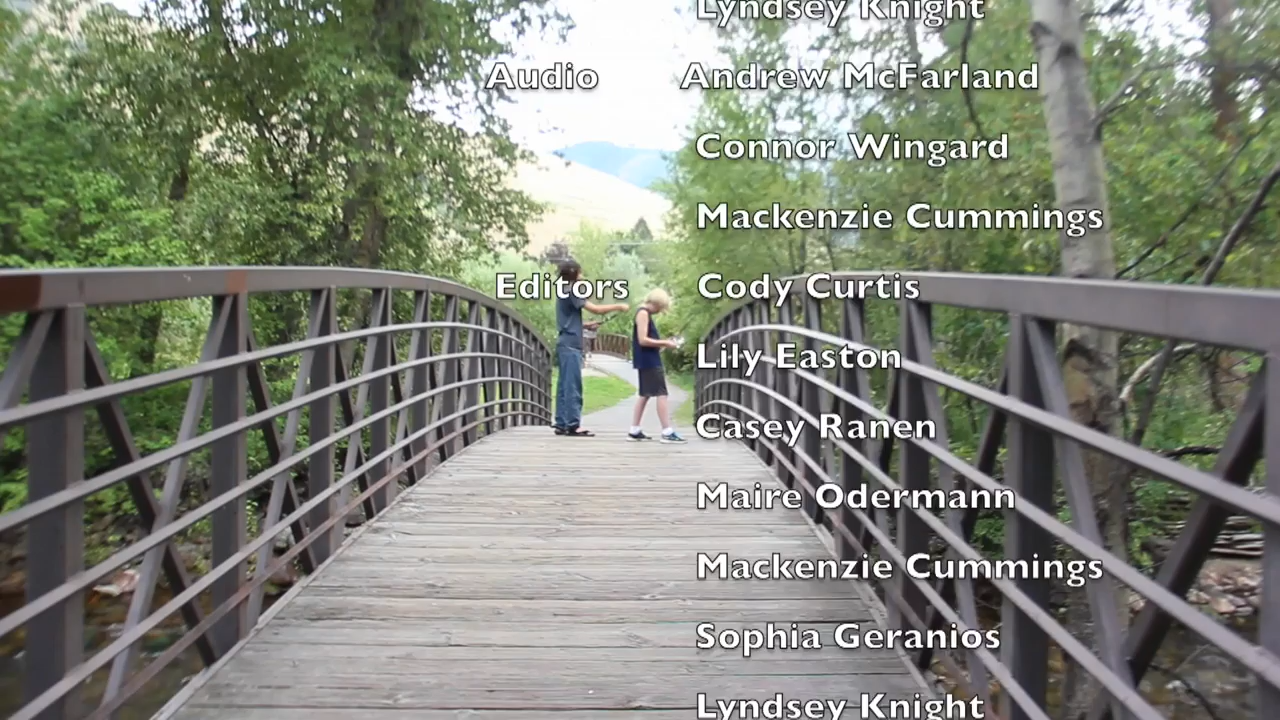 Lyndsey Knight
Audio Andrew McFarland
Connor Wingard
Mackenzie Cummings
Editors Cody Curtis
Lily Easton
Casey Ranen
Maire Odermann
Mackenzie Cummings
Sophia Geranios
Lyndsey Knight